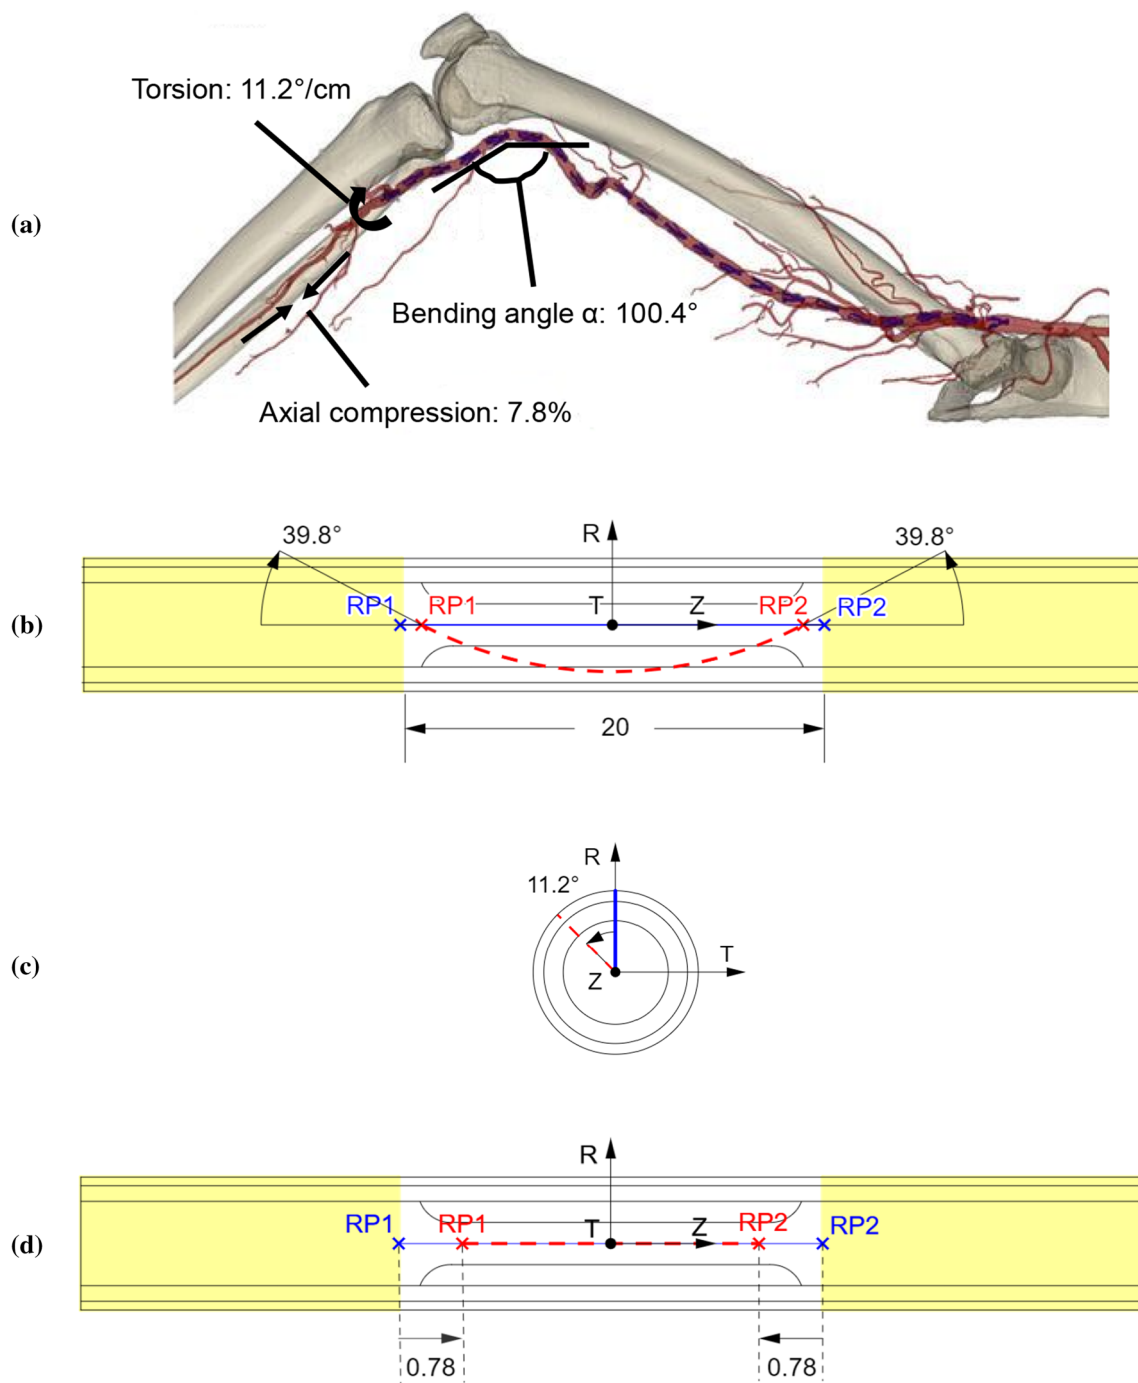 Torsion: 11.2°/cm
(a)
Bending angle α: 100.4°
Axial compression: 7.8%
39.8°
R
39.8°
RP1
RP1
T
Z
RP2
RP2
(b)
20
R
11.2°
T
(c)
Z
R
RP1
RP1
T
Z
RP2
RP2
(d)
0.78
0.78